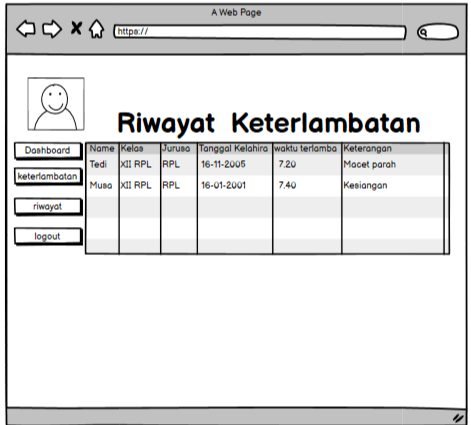 A Web Page
https://
Riwayat Keterlambatan
Dashboard
keterlambatan
riwayat
logout
Name Kelas Jurusa Tanggal Kelahira waktu terlamba Keterangan
Tedi XII RPL RPL 16-11-2005 7.20 Macet parah
Musa XII RPL RPL 16-01-2001 7.40 Kesiangan